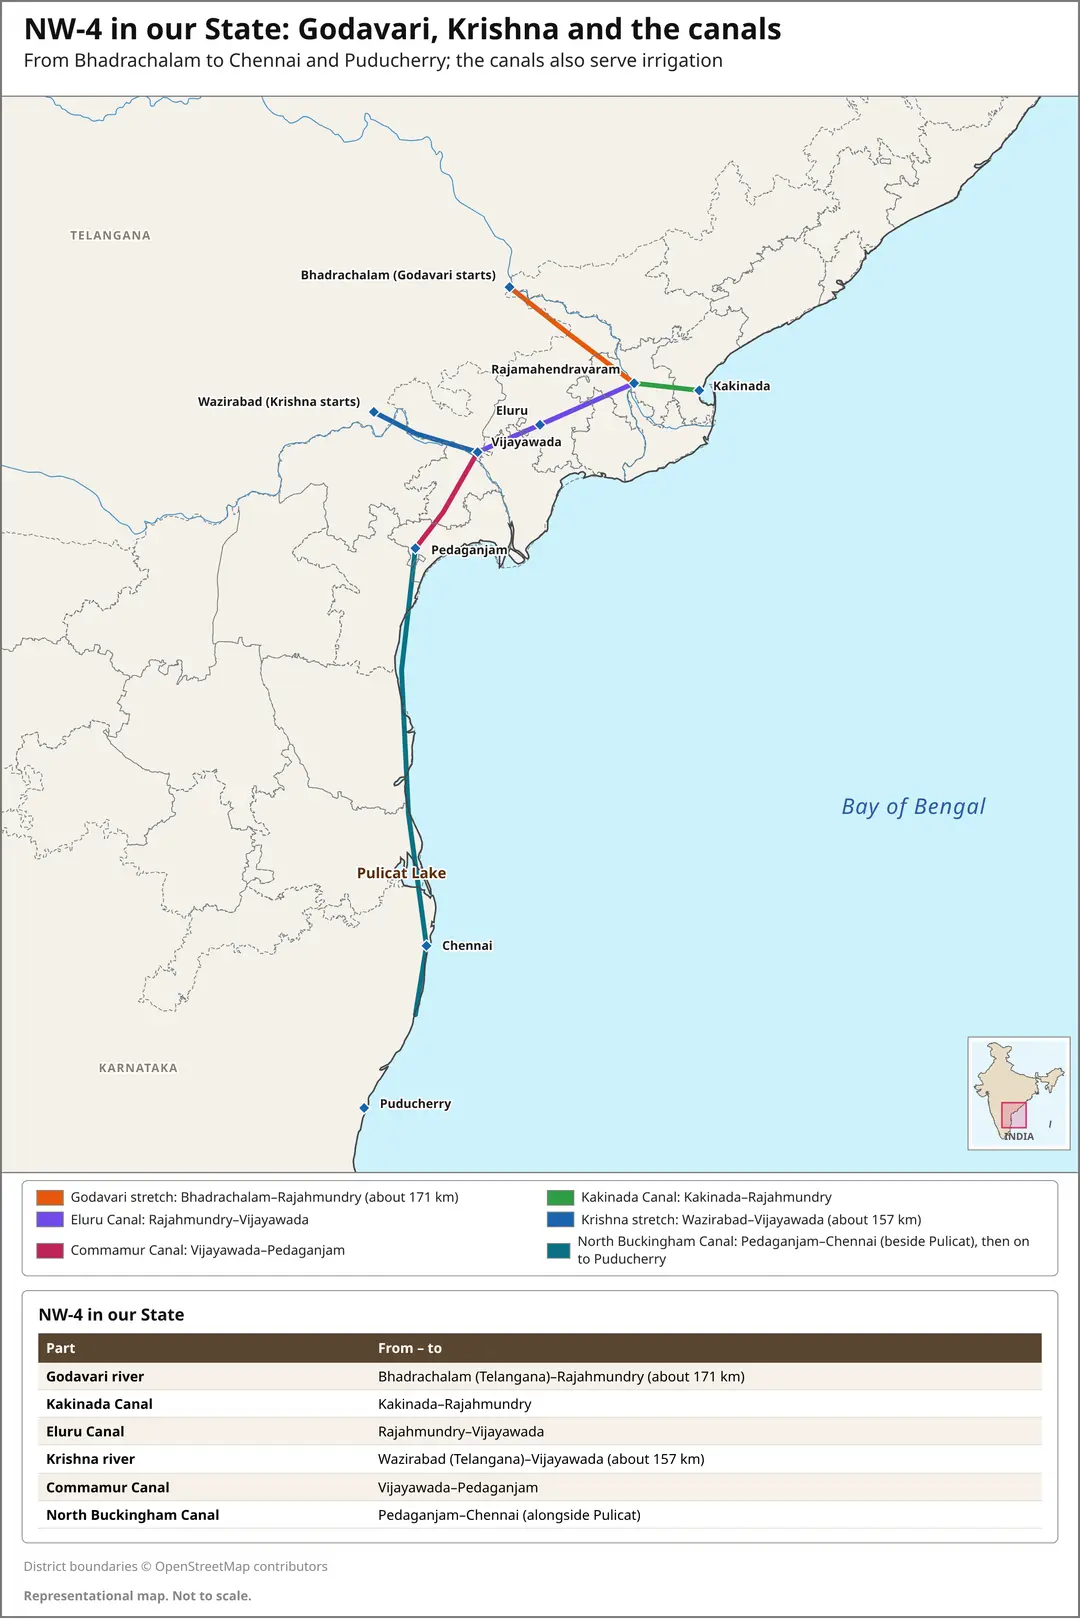 NW-4 in our State: Godavari, Krishna and the canals
From Bhadrachalam to Chennai and Puducherry; the canals also serve irrigation
TELANGANA
Bhadrachalam (Godavari starts)
Rajamahendravaram
Kakinada
Wazirabad (Krishna starts)
Eluru
Vijayawada
Pedaganjam
Bay of Bengal
Pulicat Lake
Chennai
KARNATAKA
Puducherry
INDIA
Godavari stretch: Bhadrachalam–Rajahmundry (about 171 km)
Kakinada Canal: Kakinada–Rajahmundry
Eluru Canal: Rajahmundry–Vijayawada
Krishna stretch: Wazirabad–Vijayawada (about 157 km)
Commamur Canal: Vijayawada–Pedaganjam
North Buckingham Canal: Pedaganjam–Chennai (beside Pulicat), then on
to Puducherry
NW-4 in our State
Part From – to
Godavari river Bhadrachalam (Telangana)–Rajahmundry (about 171 km)
Kakinada Canal Kakinada–Rajahmundry
Eluru Canal Rajahmundry–Vijayawada
Krishna river Wazirabad (Telangana)–Vijayawada (about 157 km)
Commamur Canal Vijayawada–Pedaganjam
North Buckingham Canal Pedaganjam–Chennai (alongside Pulicat)
District boundaries © OpenStreetMap contributors
Representational map. Not to scale.